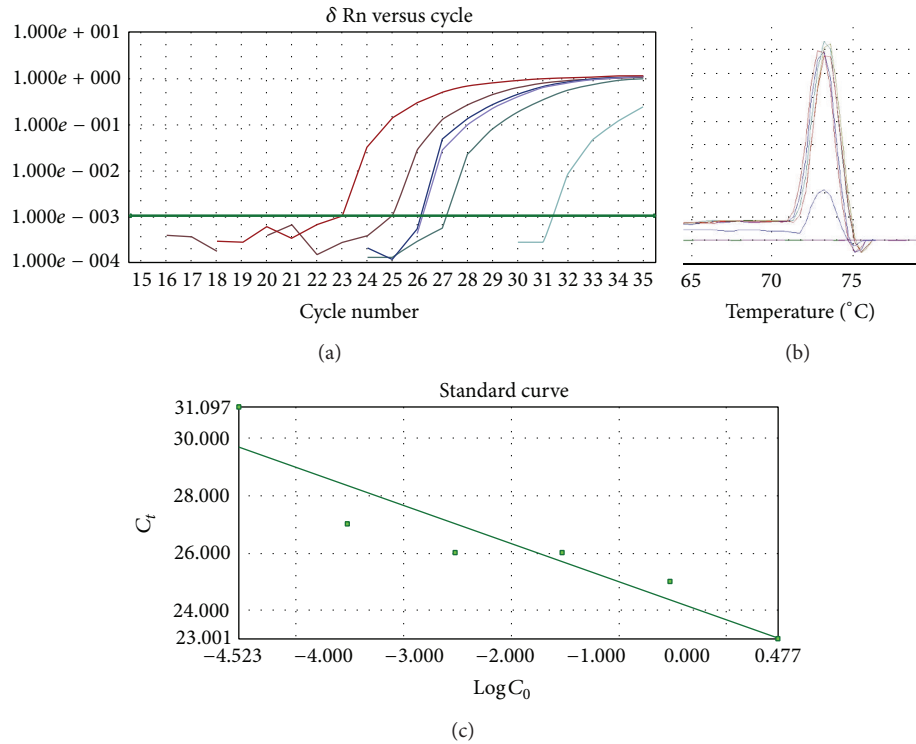 δ Rn versus cycle
1.000e + 001
1.000e + 000
1.000e − 001
1.000e − 002
1.000e − 003
1.000e − 004
15 16 17 18 19 20 21 22 23 24 25 26 27 28 29 30 31 32 33 34 35
Cycle number
(a)
65 70 75
Temperature (°C)
(b)
Standard curve
31.097
30.000
28.000
26.000
24.000
23.001
Ct
−4.523 −4.000 −3.000 −2.000 −1.000 0.000 0.477
Log C0
(c)